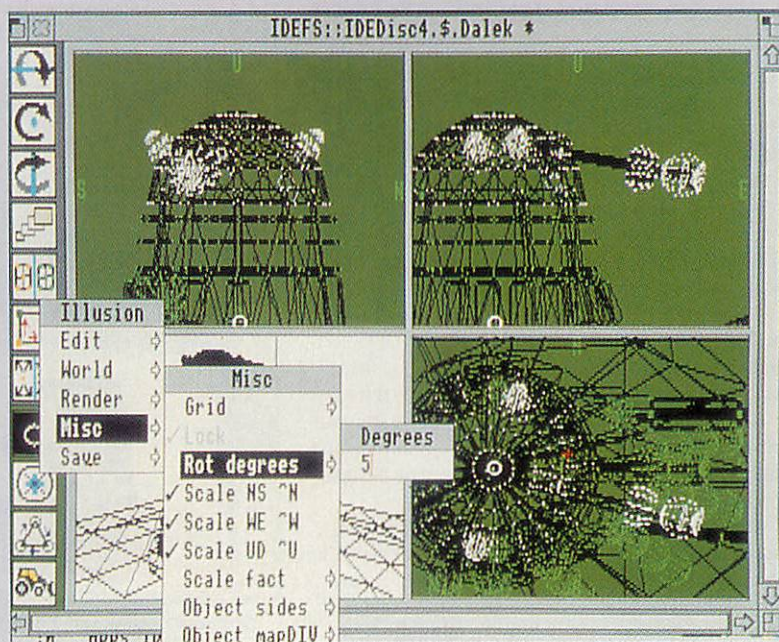 IDEFS::IDEDisc4.$.Dalek *
U
U
S
N
E
Illusion
Edit
World
Render
Misc
Save
Misc
Grid
✓Lock
Rot degrees
✓Scale NS ^N
✓Scale WE ^W
✓Scale UD ^U
Scale fact
Object sides
Object mapDIV
Degrees
5
N